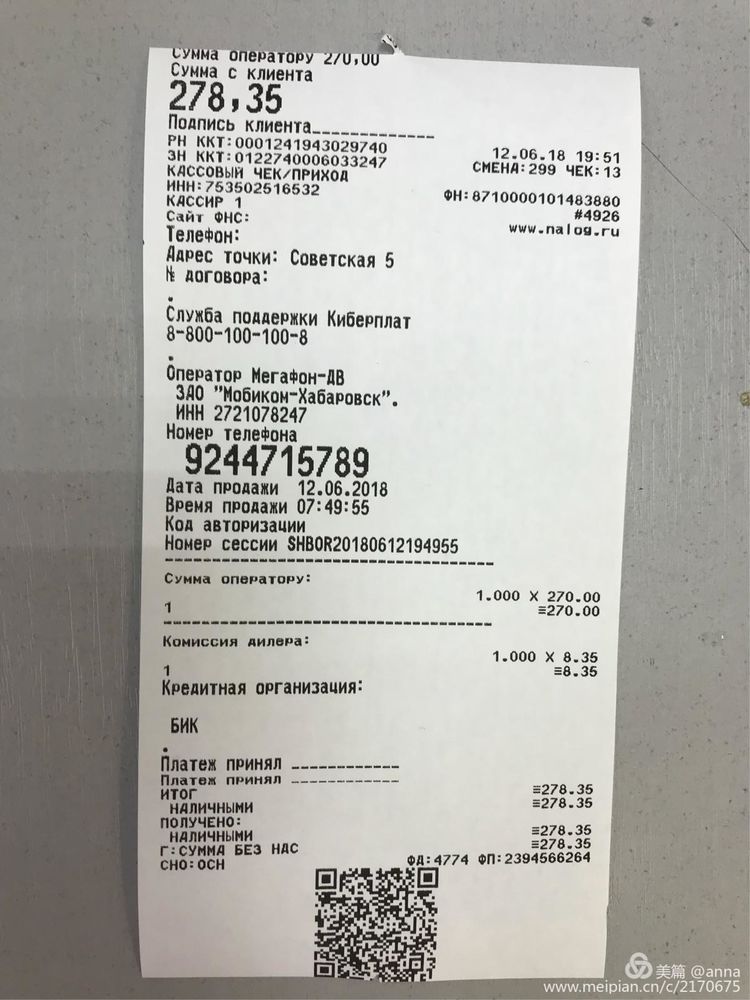 Сумма оператору 270,00
Сумма с клиента
278,35
Подпись клиента_____________
РН ККТ:0001241943029740 12.06.18 19:51
ЗН ККТ:0122740006033247 СМЕНА:299 ЧЕК:13
КАССОВЫЙ ЧЕК/ПРИХОД
ИНН:753502516532 ФН:8710000101483880
КАССИР 1 #4926
Сайт ФНС: www.nalog.ru
Телефон:
Адрес точки: Советская 5
№ договора:
.
Служба поддержки Киберплат
8-800-100-100-8
.
Оператор Мегафон-ДВ
ЗАО "Мобиком-Хабаровск".
ИНН 2721078247
Номер телефона
9244715789
Дата продажи 12.06.2018
Время продажи 07:49:55
Код авторизации
Номер сессии SHBOR20180612194955
------------------------------------
Сумма оператору:
1.000 X 270.00
1 ≡270.00
------------------------------------
Комиссия дилера:
1.000 X 8.35
1 ≡8.35
Кредитная организация:
БИК
.
Платеж принял ___________
Платеж принял ___________
ИТОГ ≡278.35
НАЛИЧНЫМИ ≡278.35
ПОЛУЧЕНО:
НАЛИЧНЫМИ ≡278.35
Г:СУММА БЕЗ НДС ≡278.35
СНО:ОСН ФД:4774 ФП:2394566264
美篇 @anna
www.meipian.cn/c/2170675